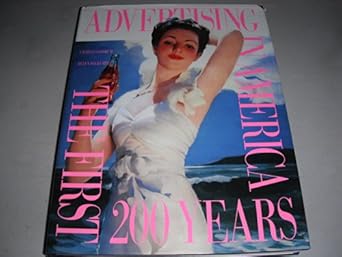 ADVERTISING
IN AMERICA
THE FIRST
200 YEARS